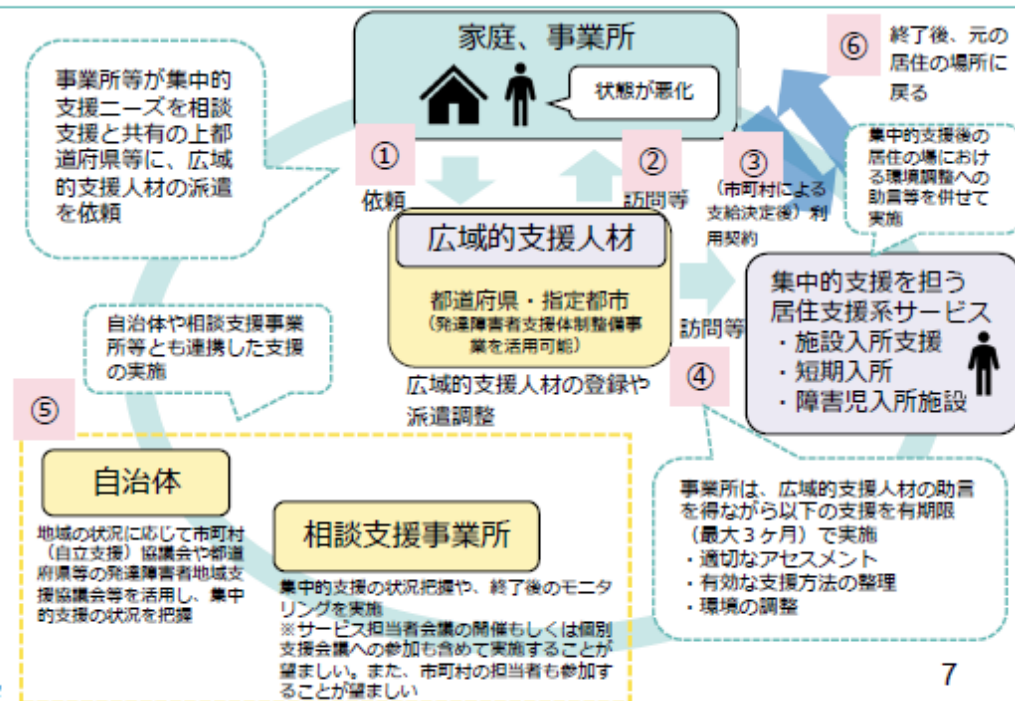 家庭、事業所
状態が悪化
⑥
終了後、元の
居住の場所に
戻る
事業所等が集中的
支援ニーズを相談
支援と共有の上都
道府県等に、広域
的支援人材の派遣
を依頼
①
依頼
②
訪問等
③
(市町村による
支給決定後)利
用契約
集中的支援後の
居住の場におけ
る環境調整への
助言等を併せて
実施
広域的支援人材
都道府県・指定都市
(発達障害者支援体制整備事
業を活用可能)
広域的支援人材の登録や
派遣調整
訪問等
④
集中的支援を担う
居住支援系サービス
・施設入所支援
・短期入所
・障害児入所施設
自治体や相談支援事業
所等とも連携した支援
の実施
⑤
自治体
地域の状況に応じて市町村
(自立支援)協議会や都道
府県等の発達障害者地域支
援協議会等を活用し、集中
的支援の状況を把握
相談支援事業所
集中的支援の状況把握や、終了後のモニタ
リングを実施
※サービス担当者会議の開催もしくは個別
支援会議への参加も含めて実施することが
望ましい。また、市町村の担当者も参加す
ることが望ましい
事業所は、広域的支援人材の助言
を得ながら以下の支援を有期限
(最大3ヶ月)で実施
・適切なアセスメント
・有効な支援方法の整理
・環境の調整
7